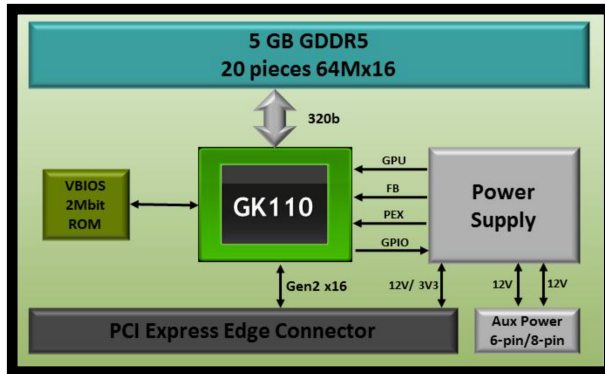 5 GB GDDR5
20 pieces 64Mx16
320b
VBIOS
2Mbit
ROM
GK110
GPU
FB
PEX
GPIO
Power
Supply
Gen2 x16
12V/ 3V3
12V
12V
PCI Express Edge Connector
Aux Power
6-pin/8-pin